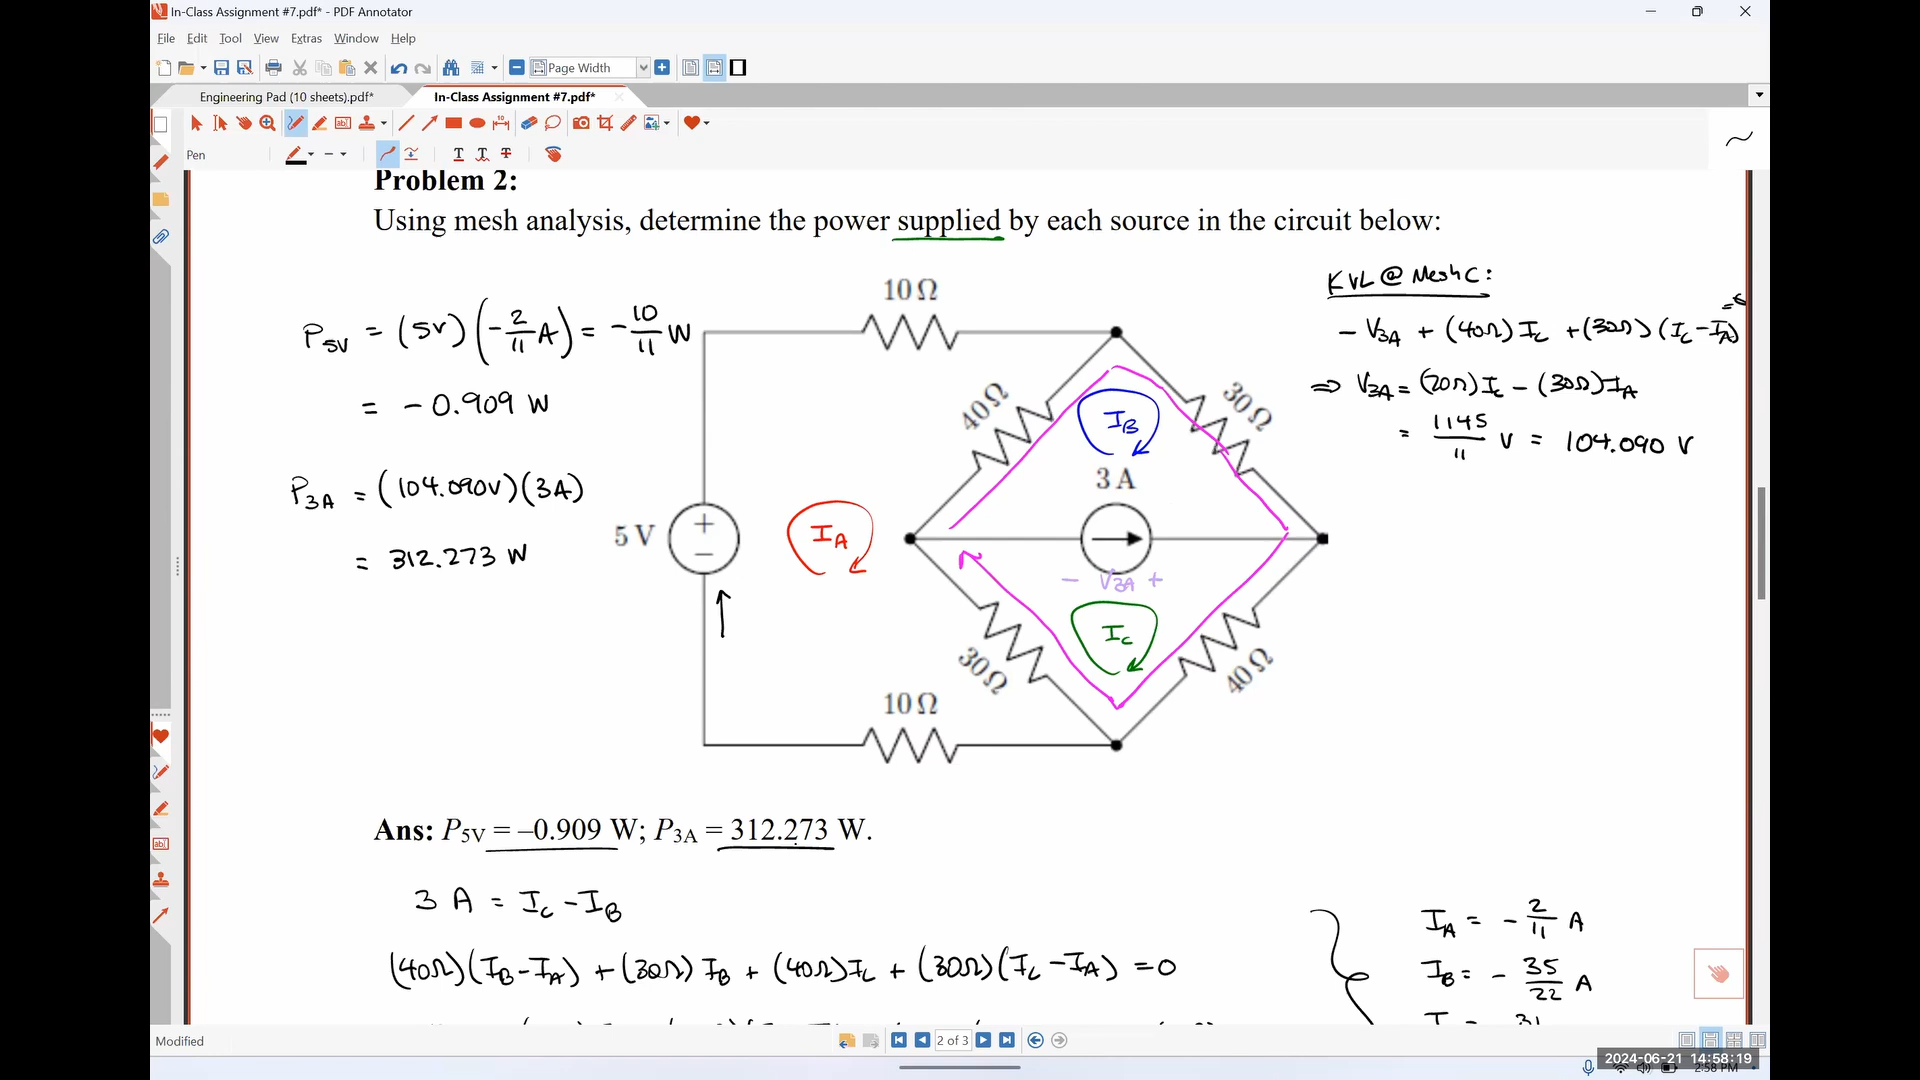 In-Class Assignment #7.pdf* - PDF Annotator
File Edit Tool View Extras Window Help
Page Width
Engineering Pad (10 sheets).pdf* In-Class Assignment #7.pdf*
Pen
Problem 2:
Using mesh analysis, determine the power supplied by each source in the circuit below:
KVL @ Mesh C:
- V3A + (40Ω) IC + (30Ω) (IC - IA)
⇒ V3A = (70Ω) IC - (30Ω) IA
= 1145/11 V = 104.090 V
P5V = (5V) (-2/11 A) = -10/11 W
= -0.909 W
P3A = (104.090V)(3A)
= 312.273 W
10 Ω
40 Ω
30 Ω
IB
3 A
5 V
+
−
IA
- V3A +
IC
30 Ω
40 Ω
10 Ω
Ans: P5V = –0.909 W; P3A = 312.273 W.
3 A = IC - IB
(40Ω)(IB - IA) + (30Ω) IB + (40Ω) IC + (30Ω)(IC - IA) = 0
IA = - 2/11 A
IB = - 35/22 A
Modified
2 of 3
2024-06-21 14:58:19
2:58 PM